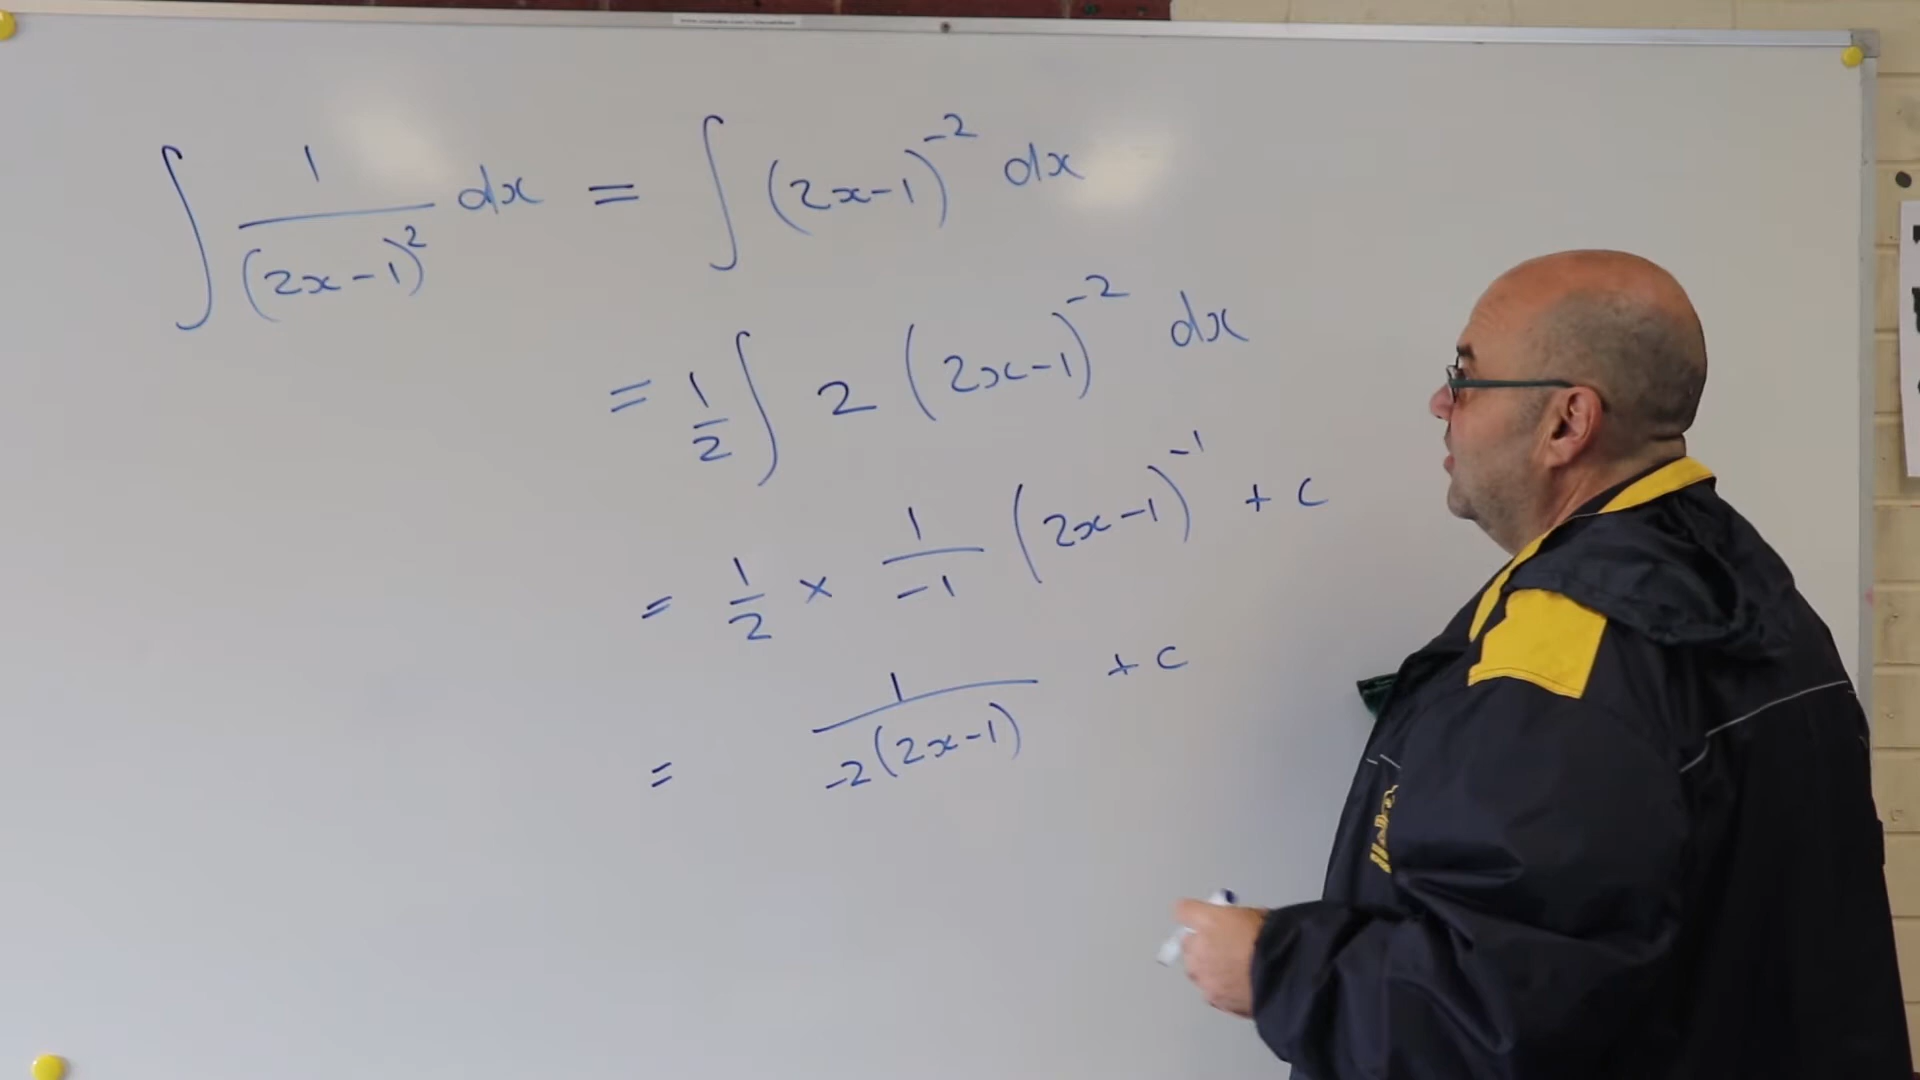 ∫ 1/(2x-1)² dx = ∫ (2x-1)⁻² dx
= 1/2 ∫ 2 (2x-1)⁻² dx
= 1/2 × 1/-1 (2x-1)⁻¹ + c
= 1/-2(2x-1) + c